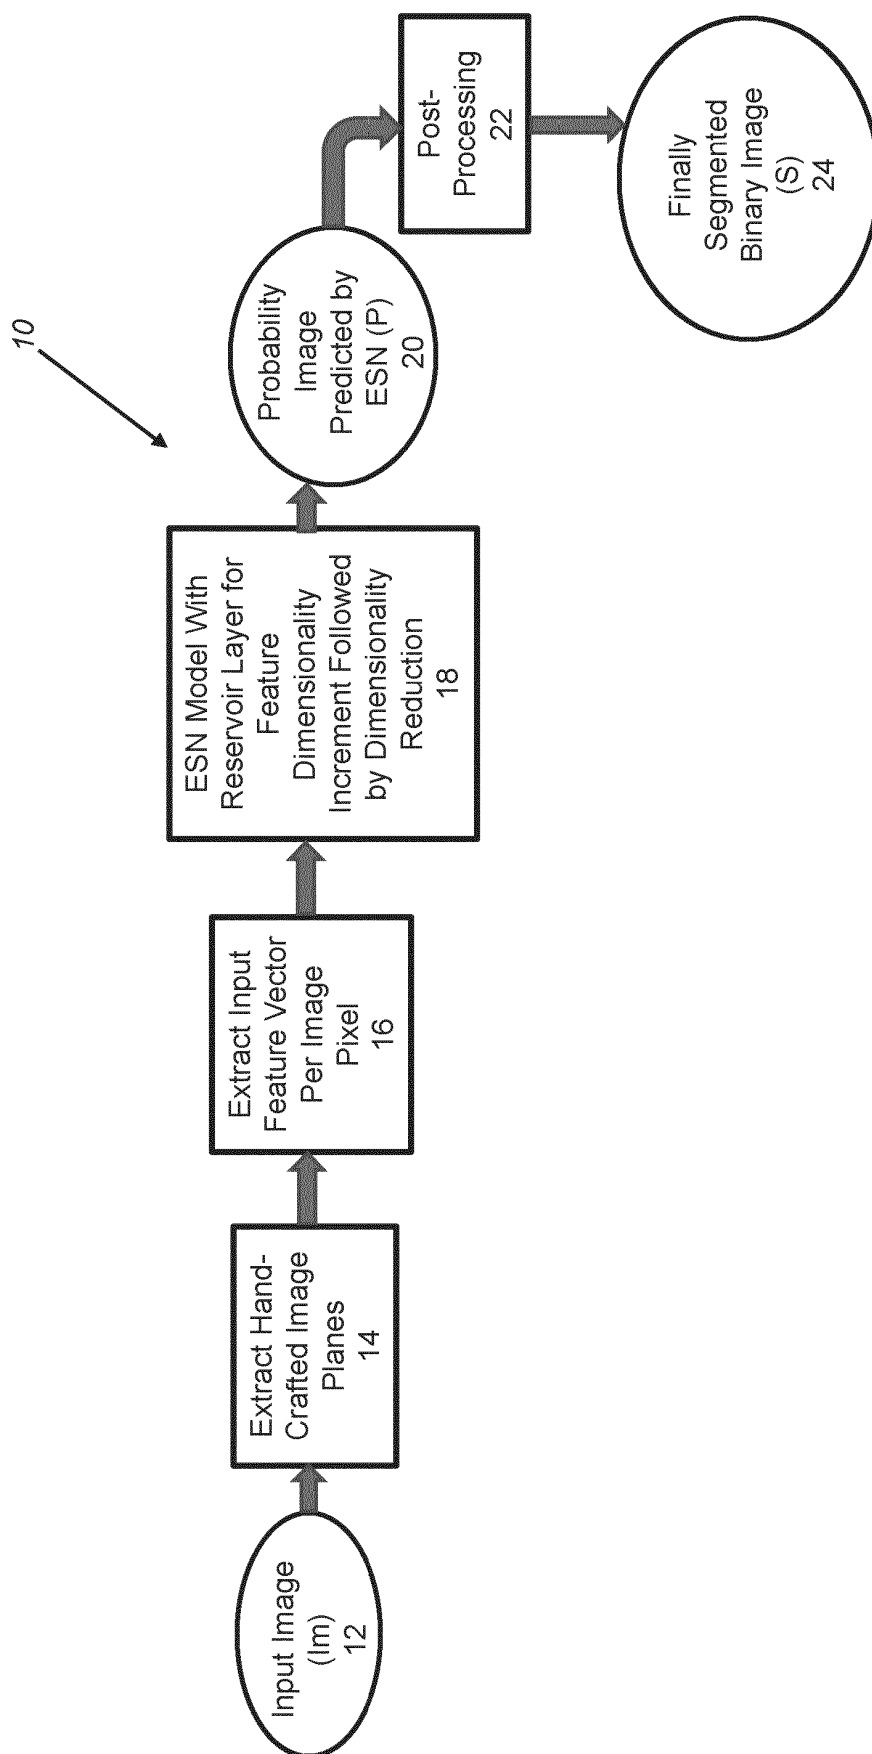 10
Input Image
(Im)
12
Extract Hand-
Crafted Image
Planes
14
Extract Input
Feature Vector
Per Image
Pixel
16
ESN Model With
Reservoir Layer for
Feature
Dimensionality
Increment Followed
by Dimensionality
Reduction
18
Probability
Image
Predicted by
ESN (P)
20
Post-
Processing
22
Finally
Segmented
Binary Image
(S)
24